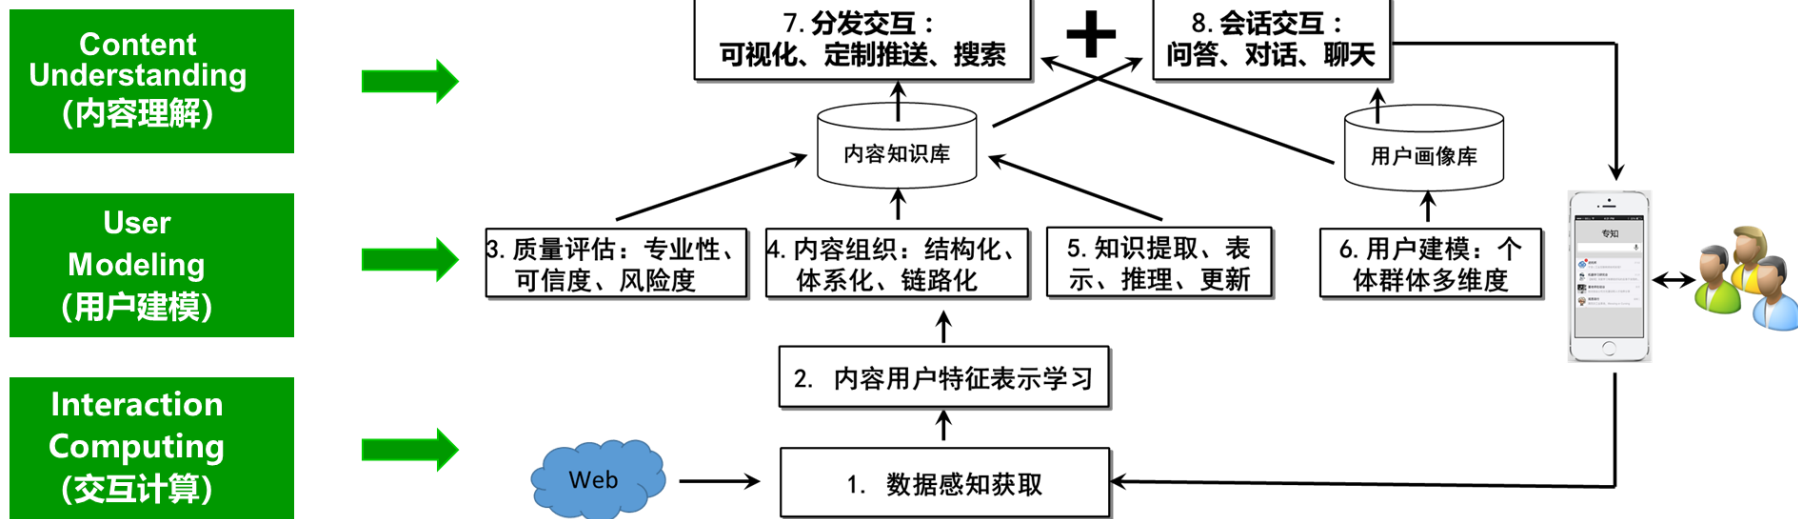 Content
Understanding
(内容理解)
User
Modeling
(用户建模)
Interaction
Computing
(交互计算)
7.分发交互：
可视化、定制推送、搜索
+
8.会话交互：
问答、对话、聊天
内容知识库
用户画像库
3.质量评估：专业性、
可信度、风险度
4.内容组织：结构化、
体系化、链路化
5.知识提取、表
示、推理、更新
6.用户建模：个
体群体多维度
专知
2. 内容用户特征表示学习
Web
1. 数据感知获取